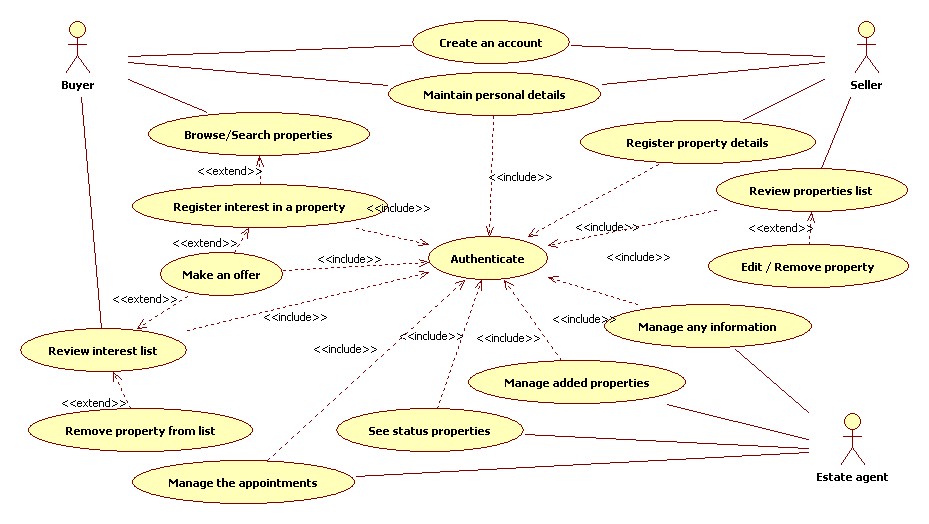 Create an account
Buyer
Seller
Maintain personal details
Browse/Search properties
Register property details
<<extend>>
<<include>>
Review properties list
Register interest in a property
<<include>>
<<include>>
<<extend>>
<<extend>>
Authenticate
<<include>>
<<include>>
Make an offer
Edit / Remove property
<<extend>>
<<include>>
<<include>>
Manage any information
<<include>>
<<include>>
<<include>>
Review interest list
Manage added properties
<<extend>>
Remove property from list
See status properties
Estate agent
Manage the appointments